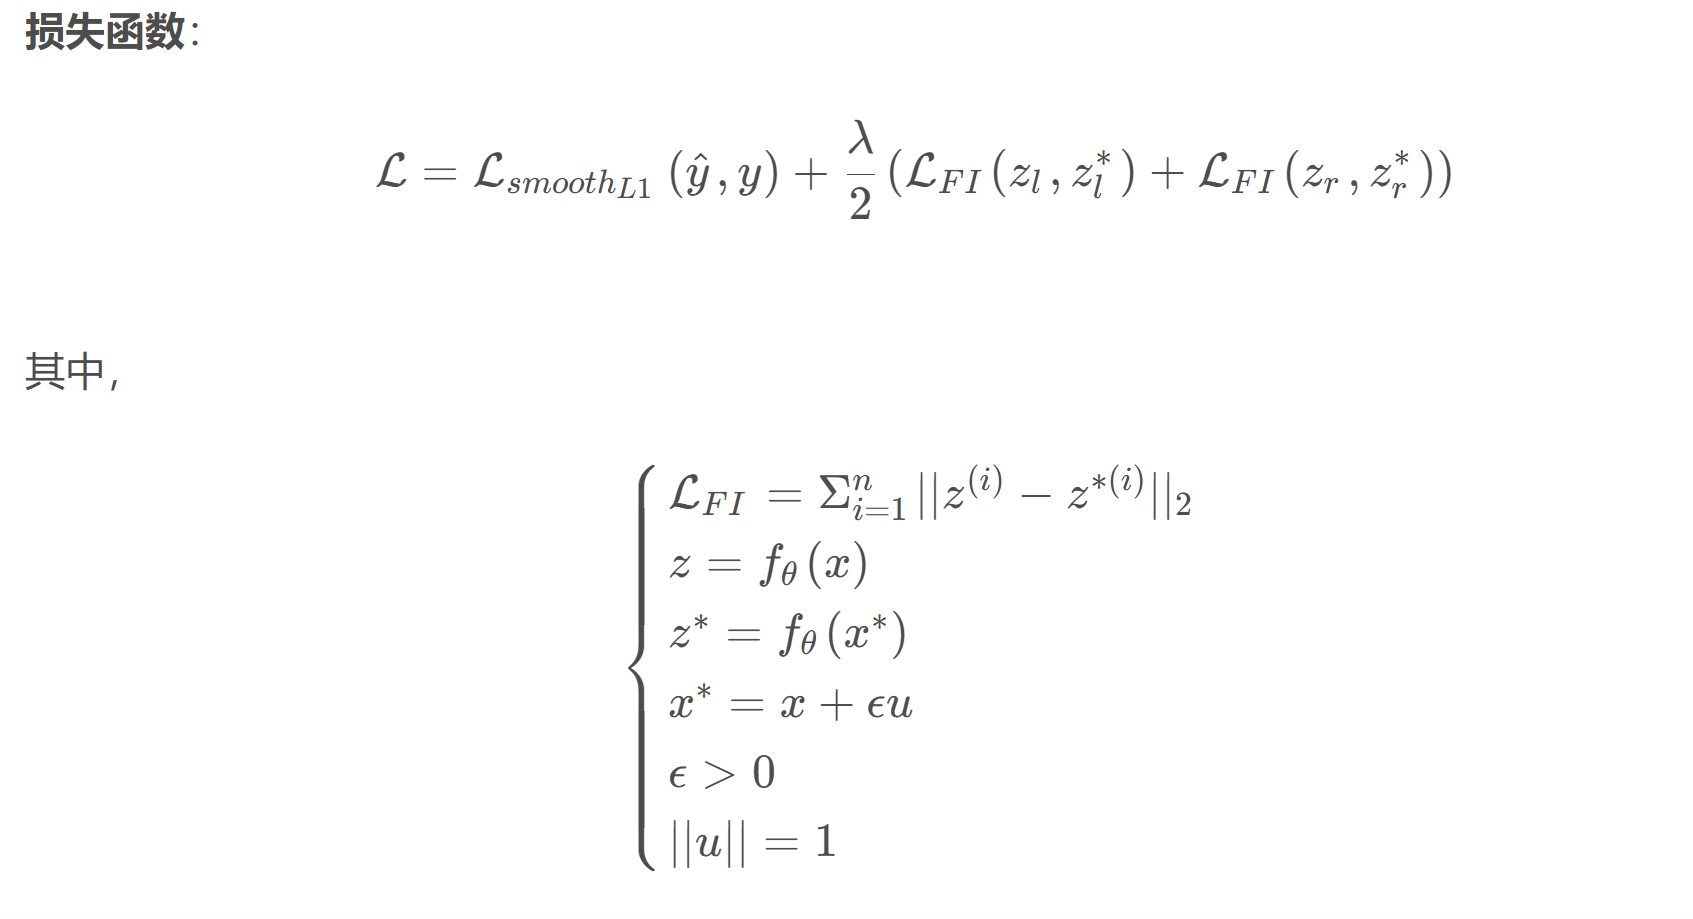 损失函数：
$\mathcal{L} = \mathcal{L}_{smooth_{L1}}(\hat{y}, y) + \frac{\lambda}{2}(\mathcal{L}_{FI}(z_l, z_l^*) + \mathcal{L}_{FI}(z_r, z_r^*))$
其中，
$\mathcal{L}_{FI} = \Sigma_{i=1}^{n} ||z^{(i)} - z^{*(i)}||_2$
$z = f_\theta(x)$
$z^* = f_\theta(x^*)$
$x^* = x + \epsilon u$
$\epsilon > 0$
$||u|| = 1$